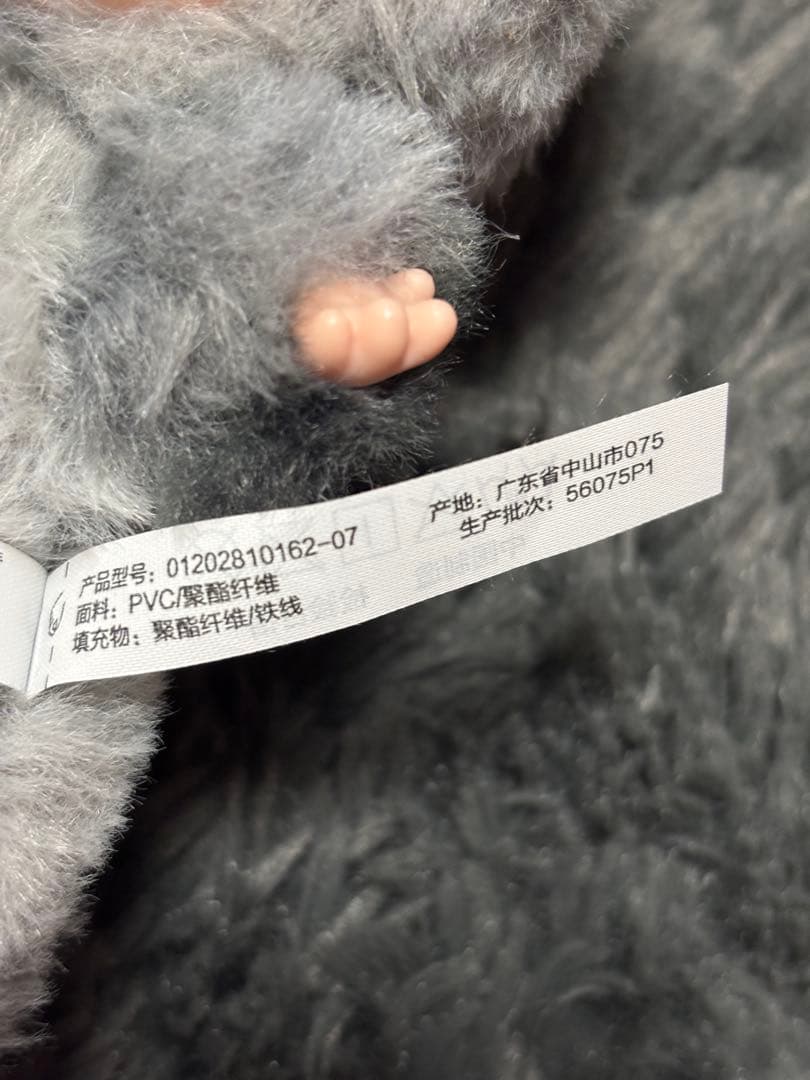 产品型号：01202810162-07
面料：PVC/聚酯纤维
填充物：聚酯纤维/铁线
产地：广东省中山市075
生产批次：56075P1